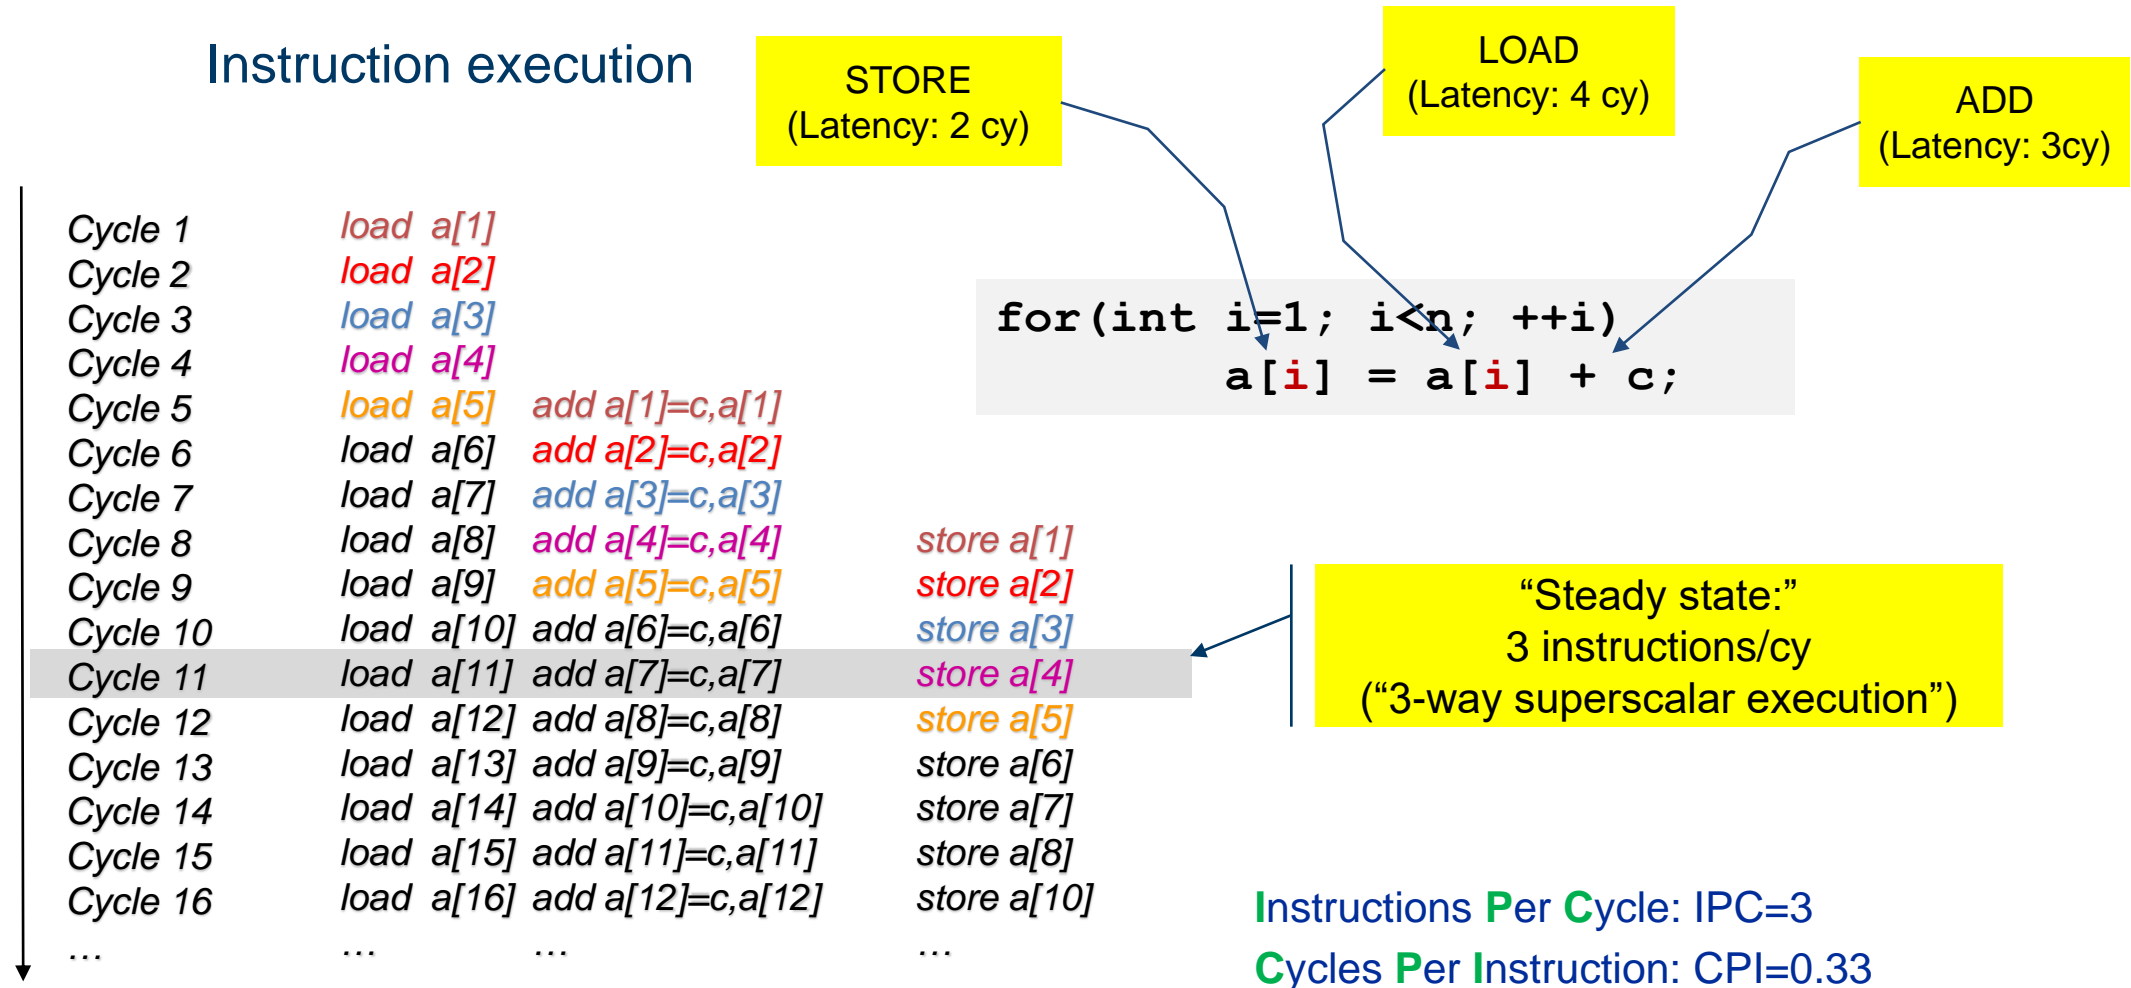 Instruction execution
STORE
(Latency: 2 cy)
LOAD
(Latency: 4 cy)
ADD
(Latency: 3cy)
for(int i=1; i<n; ++i)
a[i] = a[i] + c;
Cycle 1 load a[1]
Cycle 2 load a[2]
Cycle 3 load a[3]
Cycle 4 load a[4]
Cycle 5 load a[5] add a[1]=c,a[1]
Cycle 6 load a[6] add a[2]=c,a[2]
Cycle 7 load a[7] add a[3]=c,a[3]
Cycle 8 load a[8] add a[4]=c,a[4] store a[1]
Cycle 9 load a[9] add a[5]=c,a[5] store a[2]
Cycle 10 load a[10] add a[6]=c,a[6] store a[3]
Cycle 11 load a[11] add a[7]=c,a[7] store a[4]
Cycle 12 load a[12] add a[8]=c,a[8] store a[5]
Cycle 13 load a[13] add a[9]=c,a[9] store a[6]
Cycle 14 load a[14] add a[10]=c,a[10] store a[7]
Cycle 15 load a[15] add a[11]=c,a[11] store a[8]
Cycle 16 load a[16] add a[12]=c,a[12] store a[10]
… … … …
“Steady state:”
3 instructions/cy
(“3-way superscalar execution”)
Instructions Per Cycle: IPC=3
Cycles Per Instruction: CPI=0.33